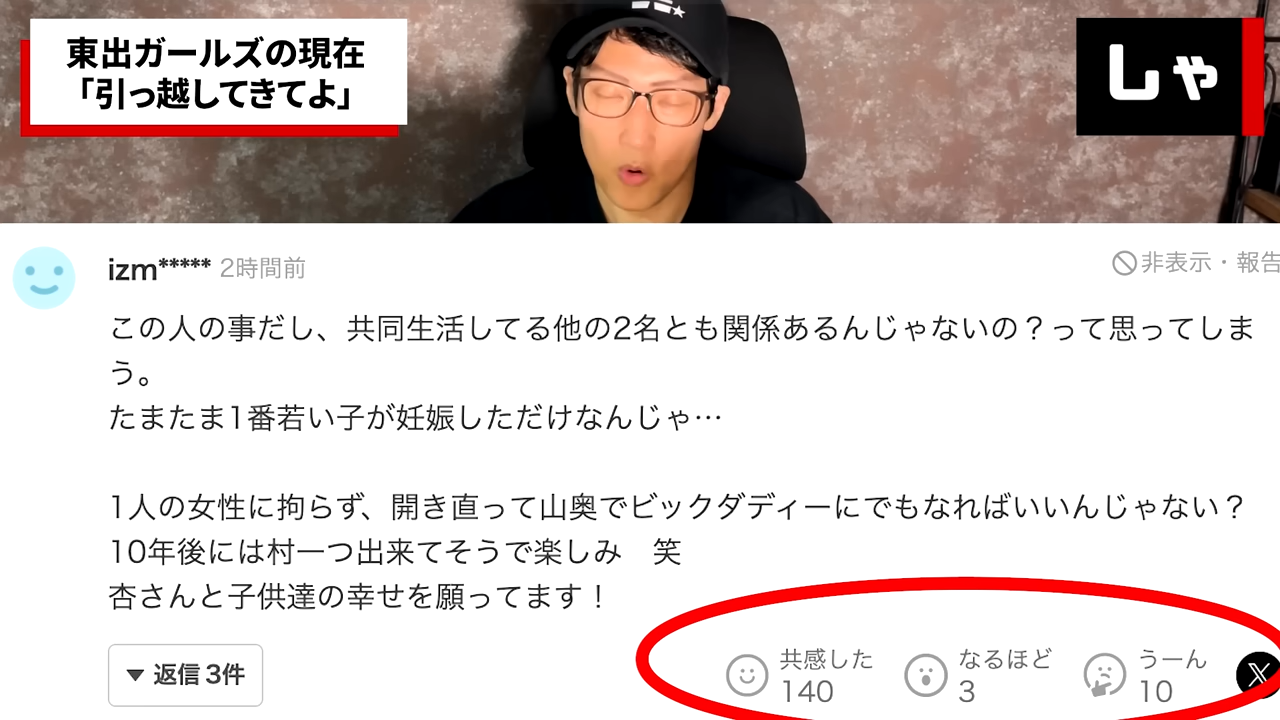 東出ガールズの現在
「引っ越してきてよ」
しゃ
izm***** 2時間前
非表示・報告
この人の事だし、共同生活してる他の2名とも関係あるんじゃないの？って思ってしま
う。
たまたま1番若い子が妊娠しただけなんじゃ…
1人の女性に拘らず、開き直って山奥でビックダディーにでもなればいいんじゃない？
10年後には村一つ出来てそうで楽しみ　笑
杏さんと子供達の幸せを願ってます！
返信3件
共感した
140
なるほど
3
うーん
10